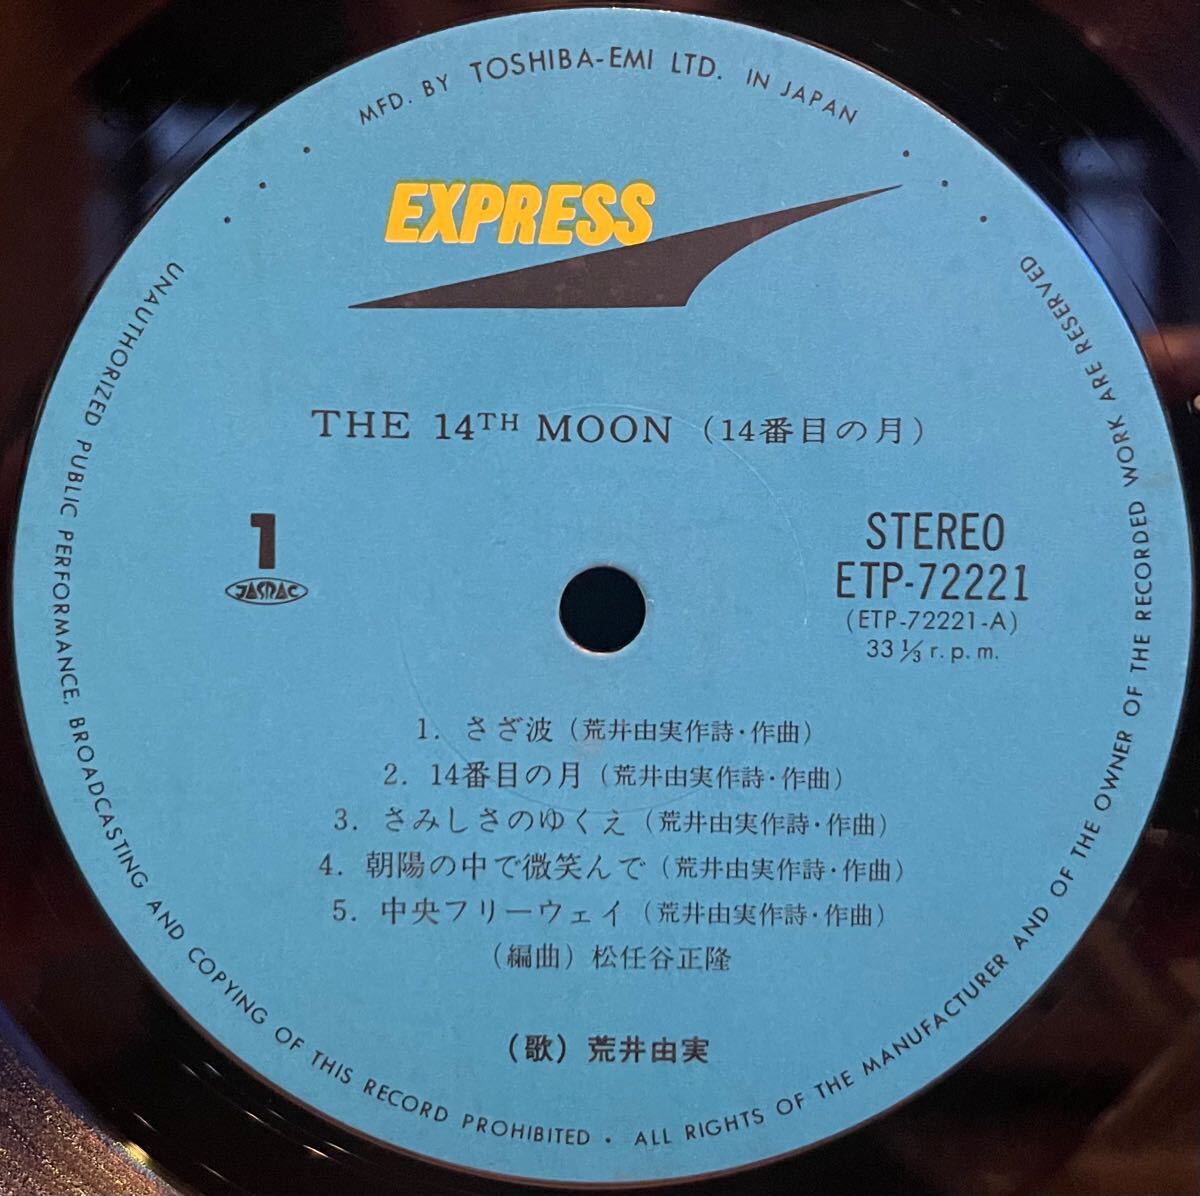 MFD. BY TOSHIBA-EMI LTD. IN JAPAN
EXPRESS
THE 14TH MOON (14番目の月)
1
JASRAC
STEREO
ETP-72221
(ETP-72221-A)
33 1/3 r.p.m.
1. さざ波 (荒井由実作詩・作曲)
2. 14番目の月 (荒井由実作詩・作曲)
3. さみしさのゆくえ (荒井由実作詩・作曲)
4. 朝陽の中で微笑んで (荒井由実作詩・作曲)
5. 中央フリーウェイ (荒井由実作詩・作曲)
(編曲) 松任谷正隆
(歌) 荒井由実
UNAUTHORIZED PUBLIC PERFORMANCE, BROADCASTING AND COPYING OF THIS RECORD PROHIBITED · ALL RIGHTS OF THE MANUFACTURER AND OF THE OWNER OF THE RECORDED WORK ARE RESERVED